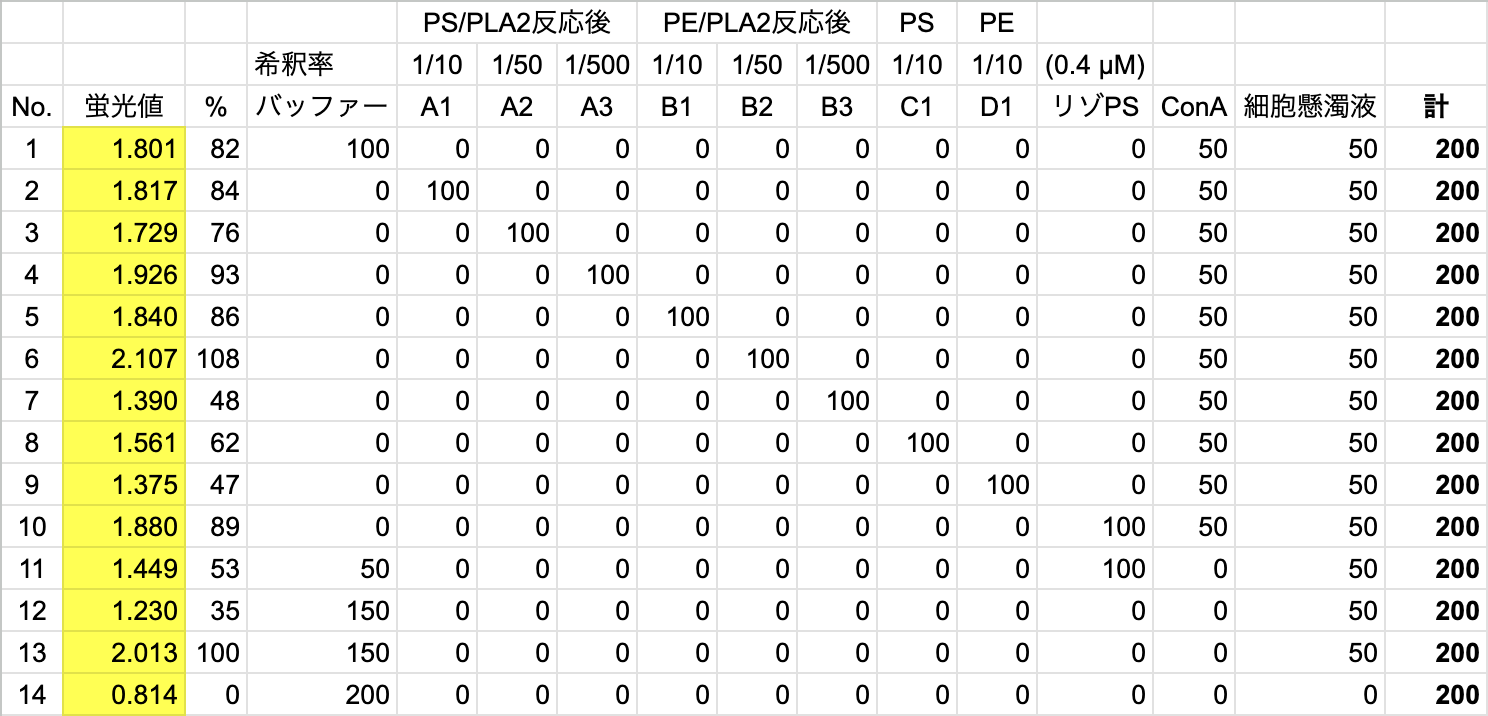 PS/PLA2反応後 PE/PLA2反応後 PS PE
希釈率 1/10 1/50 1/500 1/10 1/50 1/500 1/10 1/10 (0.4 µM)
No. 蛍光値 % バッファー A1 A2 A3 B1 B2 B3 C1 D1 リゾPS ConA 細胞懸濁液 計
1 1.801 82 100 0 0 0 0 0 0 0 0 0 50 50 200
2 1.817 84 0 100 0 0 0 0 0 0 0 0 50 50 200
3 1.729 76 0 0 100 0 0 0 0 0 0 0 50 50 200
4 1.926 93 0 0 0 100 0 0 0 0 0 0 50 50 200
5 1.840 86 0 0 0 0 100 0 0 0 0 0 50 50 200
6 2.107 108 0 0 0 0 0 100 0 0 0 0 50 50 200
7 1.390 48 0 0 0 0 0 0 100 0 0 0 50 50 200
8 1.561 62 0 0 0 0 0 0 0 100 0 0 50 50 200
9 1.375 47 0 0 0 0 0 0 0 0 100 0 50 50 200
10 1.880 89 0 0 0 0 0 0 0 0 0 100 50 50 200
11 1.449 53 50 0 0 0 0 0 0 0 0 100 0 50 200
12 1.230 35 150 0 0 0 0 0 0 0 0 0 0 50 200
13 2.013 100 150 0 0 0 0 0 0 0 0 0 0 50 200
14 0.814 0 200 0 0 0 0 0 0 0 0 0 0 0 200